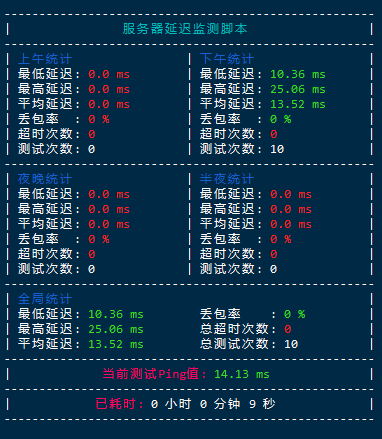 服务器延迟监测脚本
上午统计 | 下午统计
最低延迟: 0.0 ms | 最低延迟: 10.36 ms
最高延迟: 0.0 ms | 最高延迟: 25.06 ms
平均延迟: 0.0 ms | 平均延迟: 13.52 ms
丢包率 : 0 % | 丢包率 : 0 %
超时次数: 0 | 超时次数: 0
测试次数: 0 | 测试次数: 10
夜晚统计 | 半夜统计
最低延迟: 0.0 ms | 最低延迟: 0.0 ms
最高延迟: 0.0 ms | 最高延迟: 0.0 ms
平均延迟: 0.0 ms | 平均延迟: 0.0 ms
丢包率 : 0 % | 丢包率 : 0 %
超时次数: 0 | 超时次数: 0
测试次数: 0 | 测试次数: 0
全局统计
最低延迟: 10.36 ms 丢包率 : 0 %
最高延迟: 25.06 ms 总超时次数: 0
平均延迟: 13.52 ms 总测试次数: 10
当前测试Ping值: 14.13 ms
已耗时: 0 小时 0 分钟 9 秒